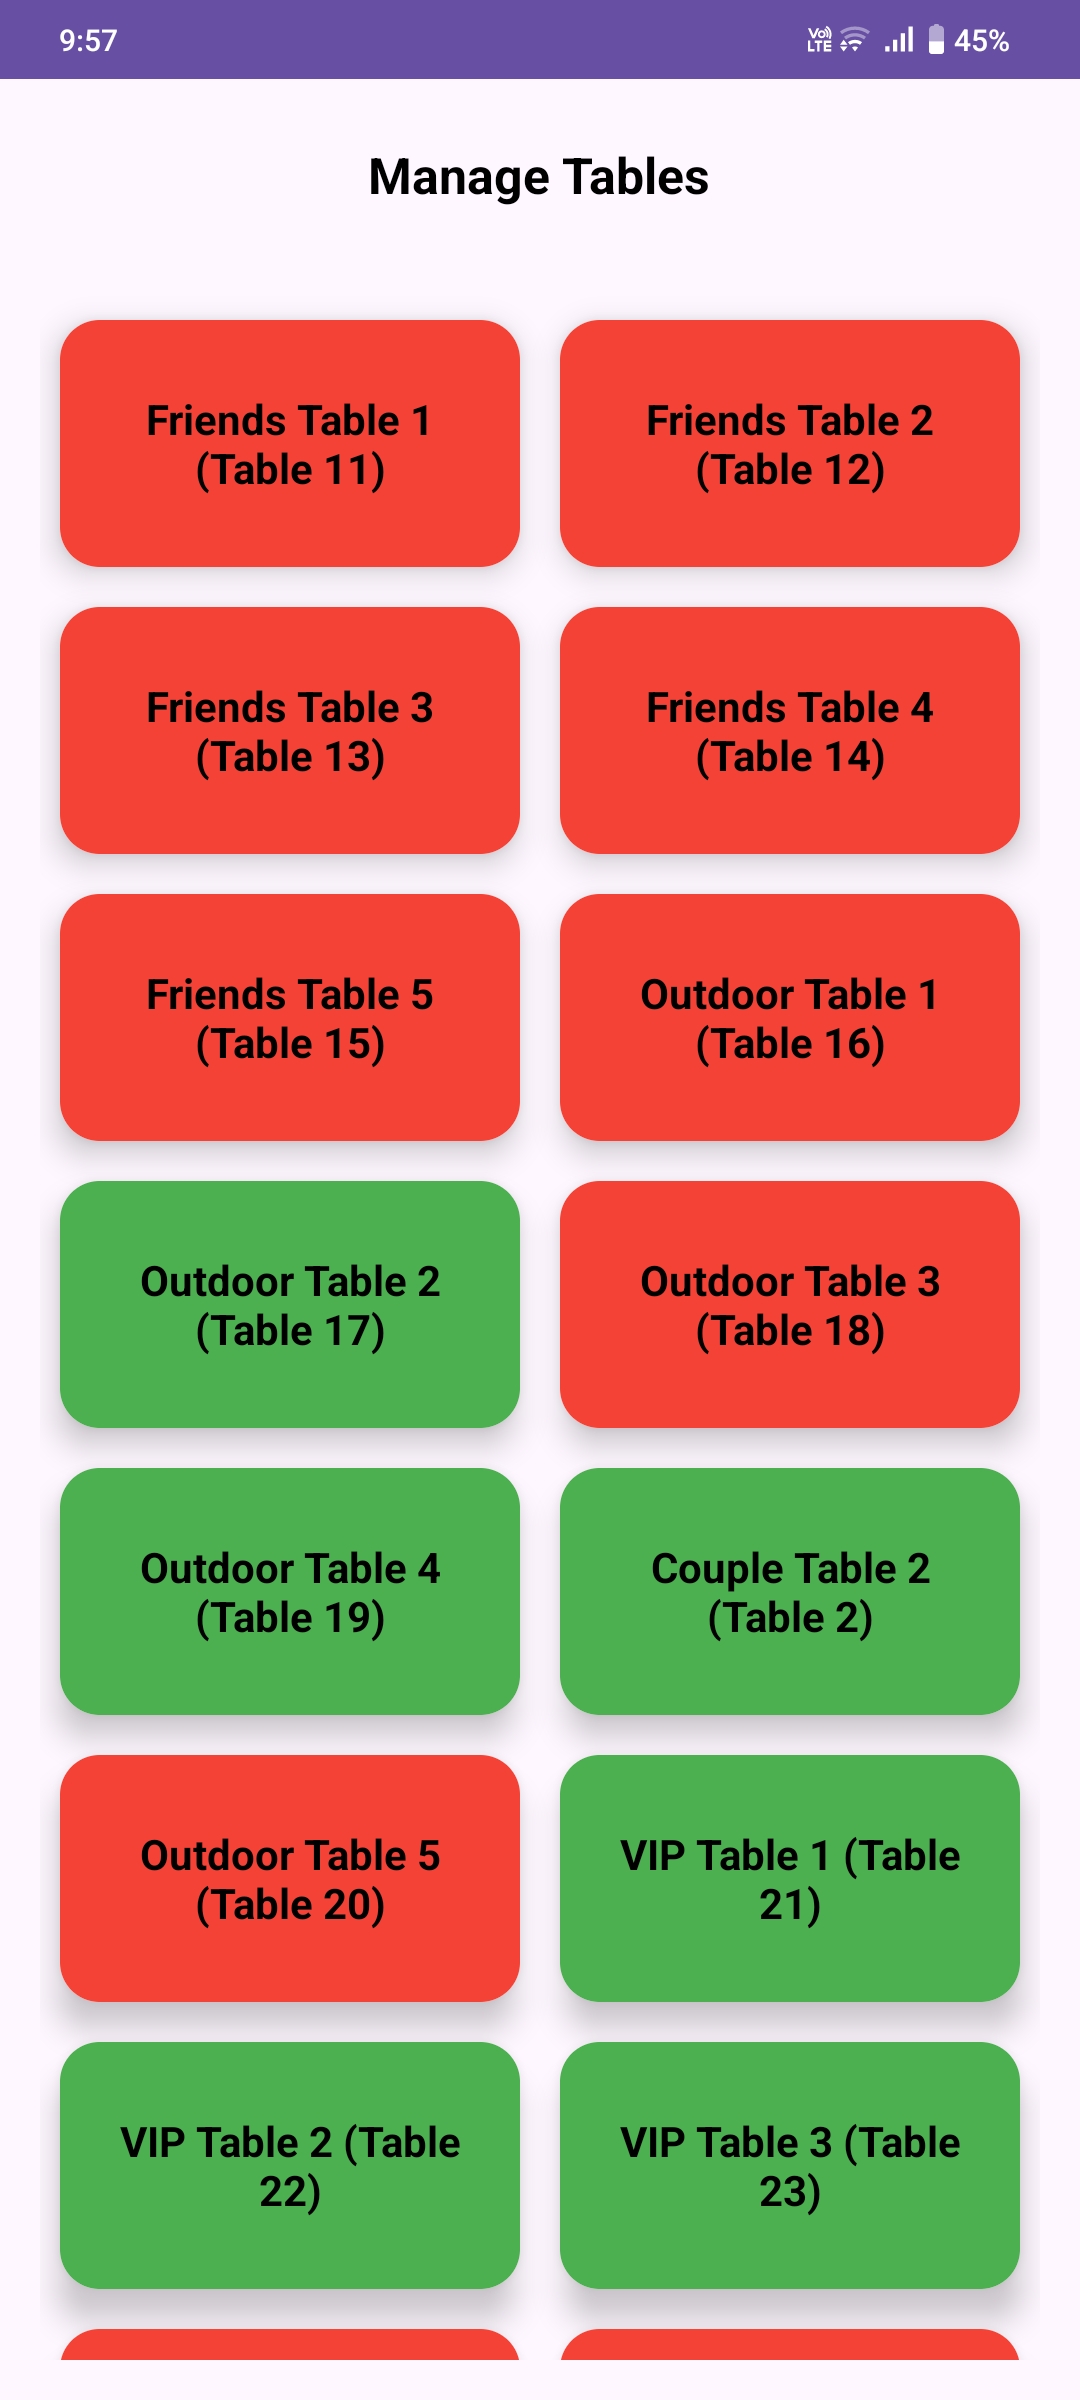 9:57
Vo) LTE 45%
Manage Tables
Friends Table 1
(Table 11)
Friends Table 2
(Table 12)
Friends Table 3
(Table 13)
Friends Table 4
(Table 14)
Friends Table 5
(Table 15)
Outdoor Table 1
(Table 16)
Outdoor Table 2
(Table 17)
Outdoor Table 3
(Table 18)
Outdoor Table 4
(Table 19)
Couple Table 2
(Table 2)
Outdoor Table 5
(Table 20)
VIP Table 1 (Table
21)
VIP Table 2 (Table
22)
VIP Table 3 (Table
23)